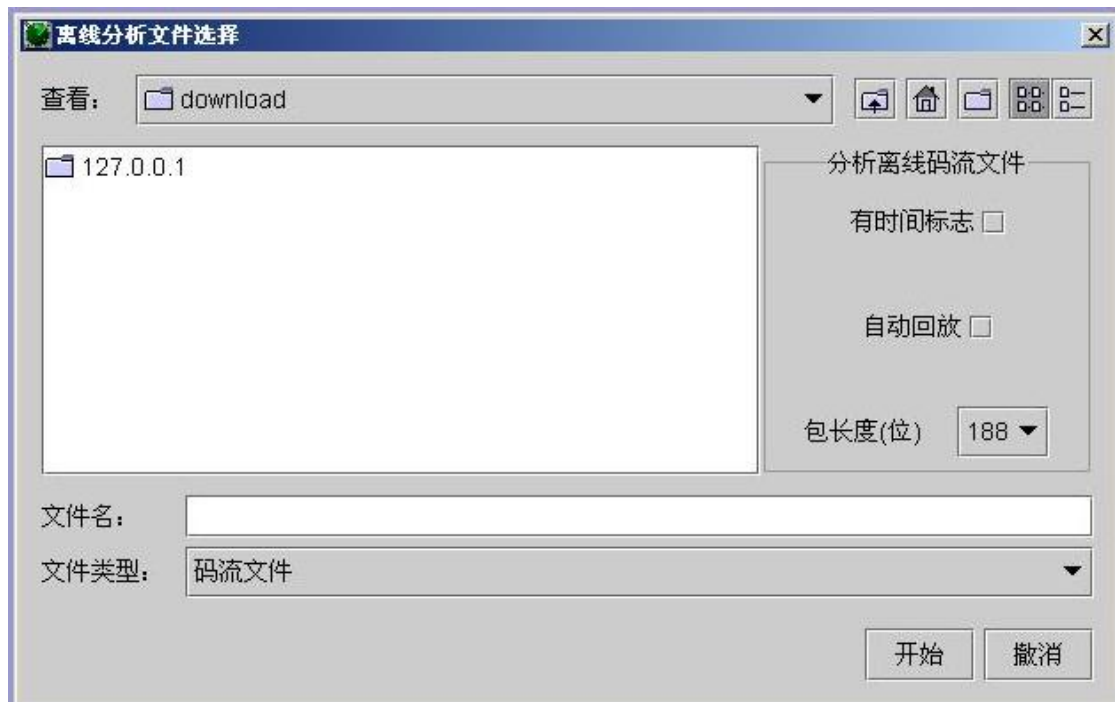 离线分析文件选择
查看： download
127.0.0.1
分析离线码流文件
有时间标志
自动回放
包长度(位) 188
文件名：
文件类型： 码流文件
开始 撤消